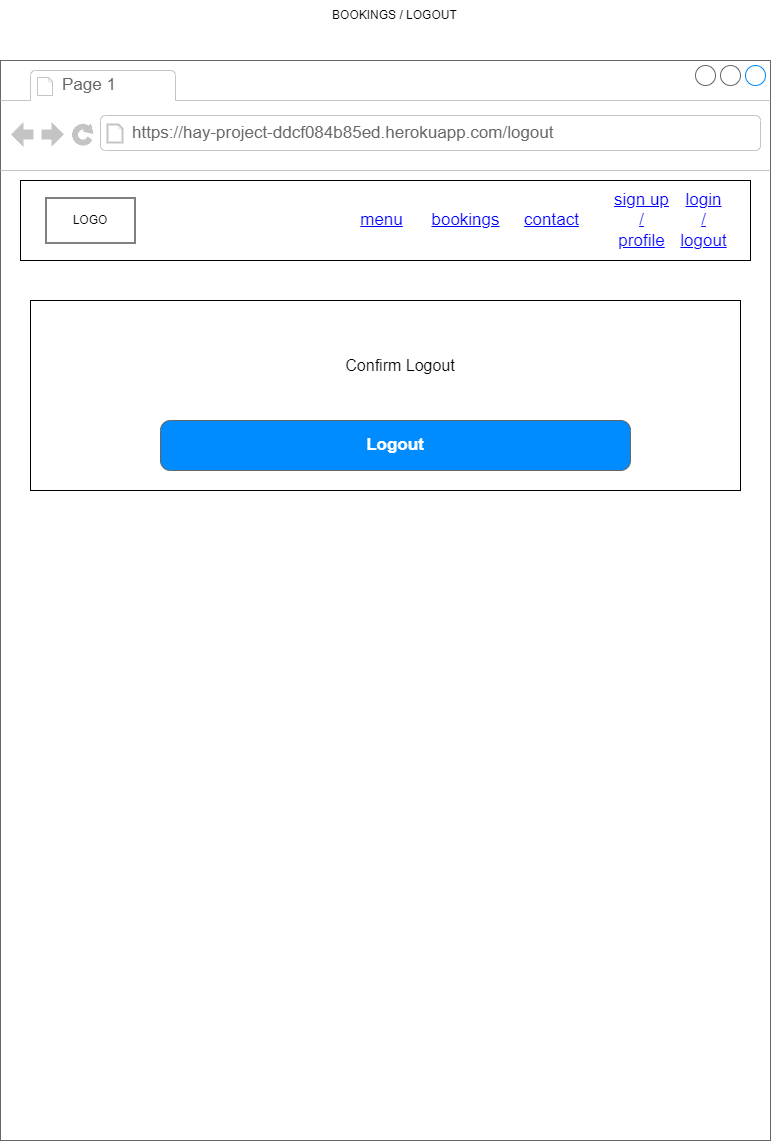 BOOKINGS / LOGOUT
Page 1
https://hay-project-ddcf084b85ed.herokuapp.com/logout
LOGO
menu
bookings
contact
sign up
/
profile
login
/
logout
Confirm Logout
Logout